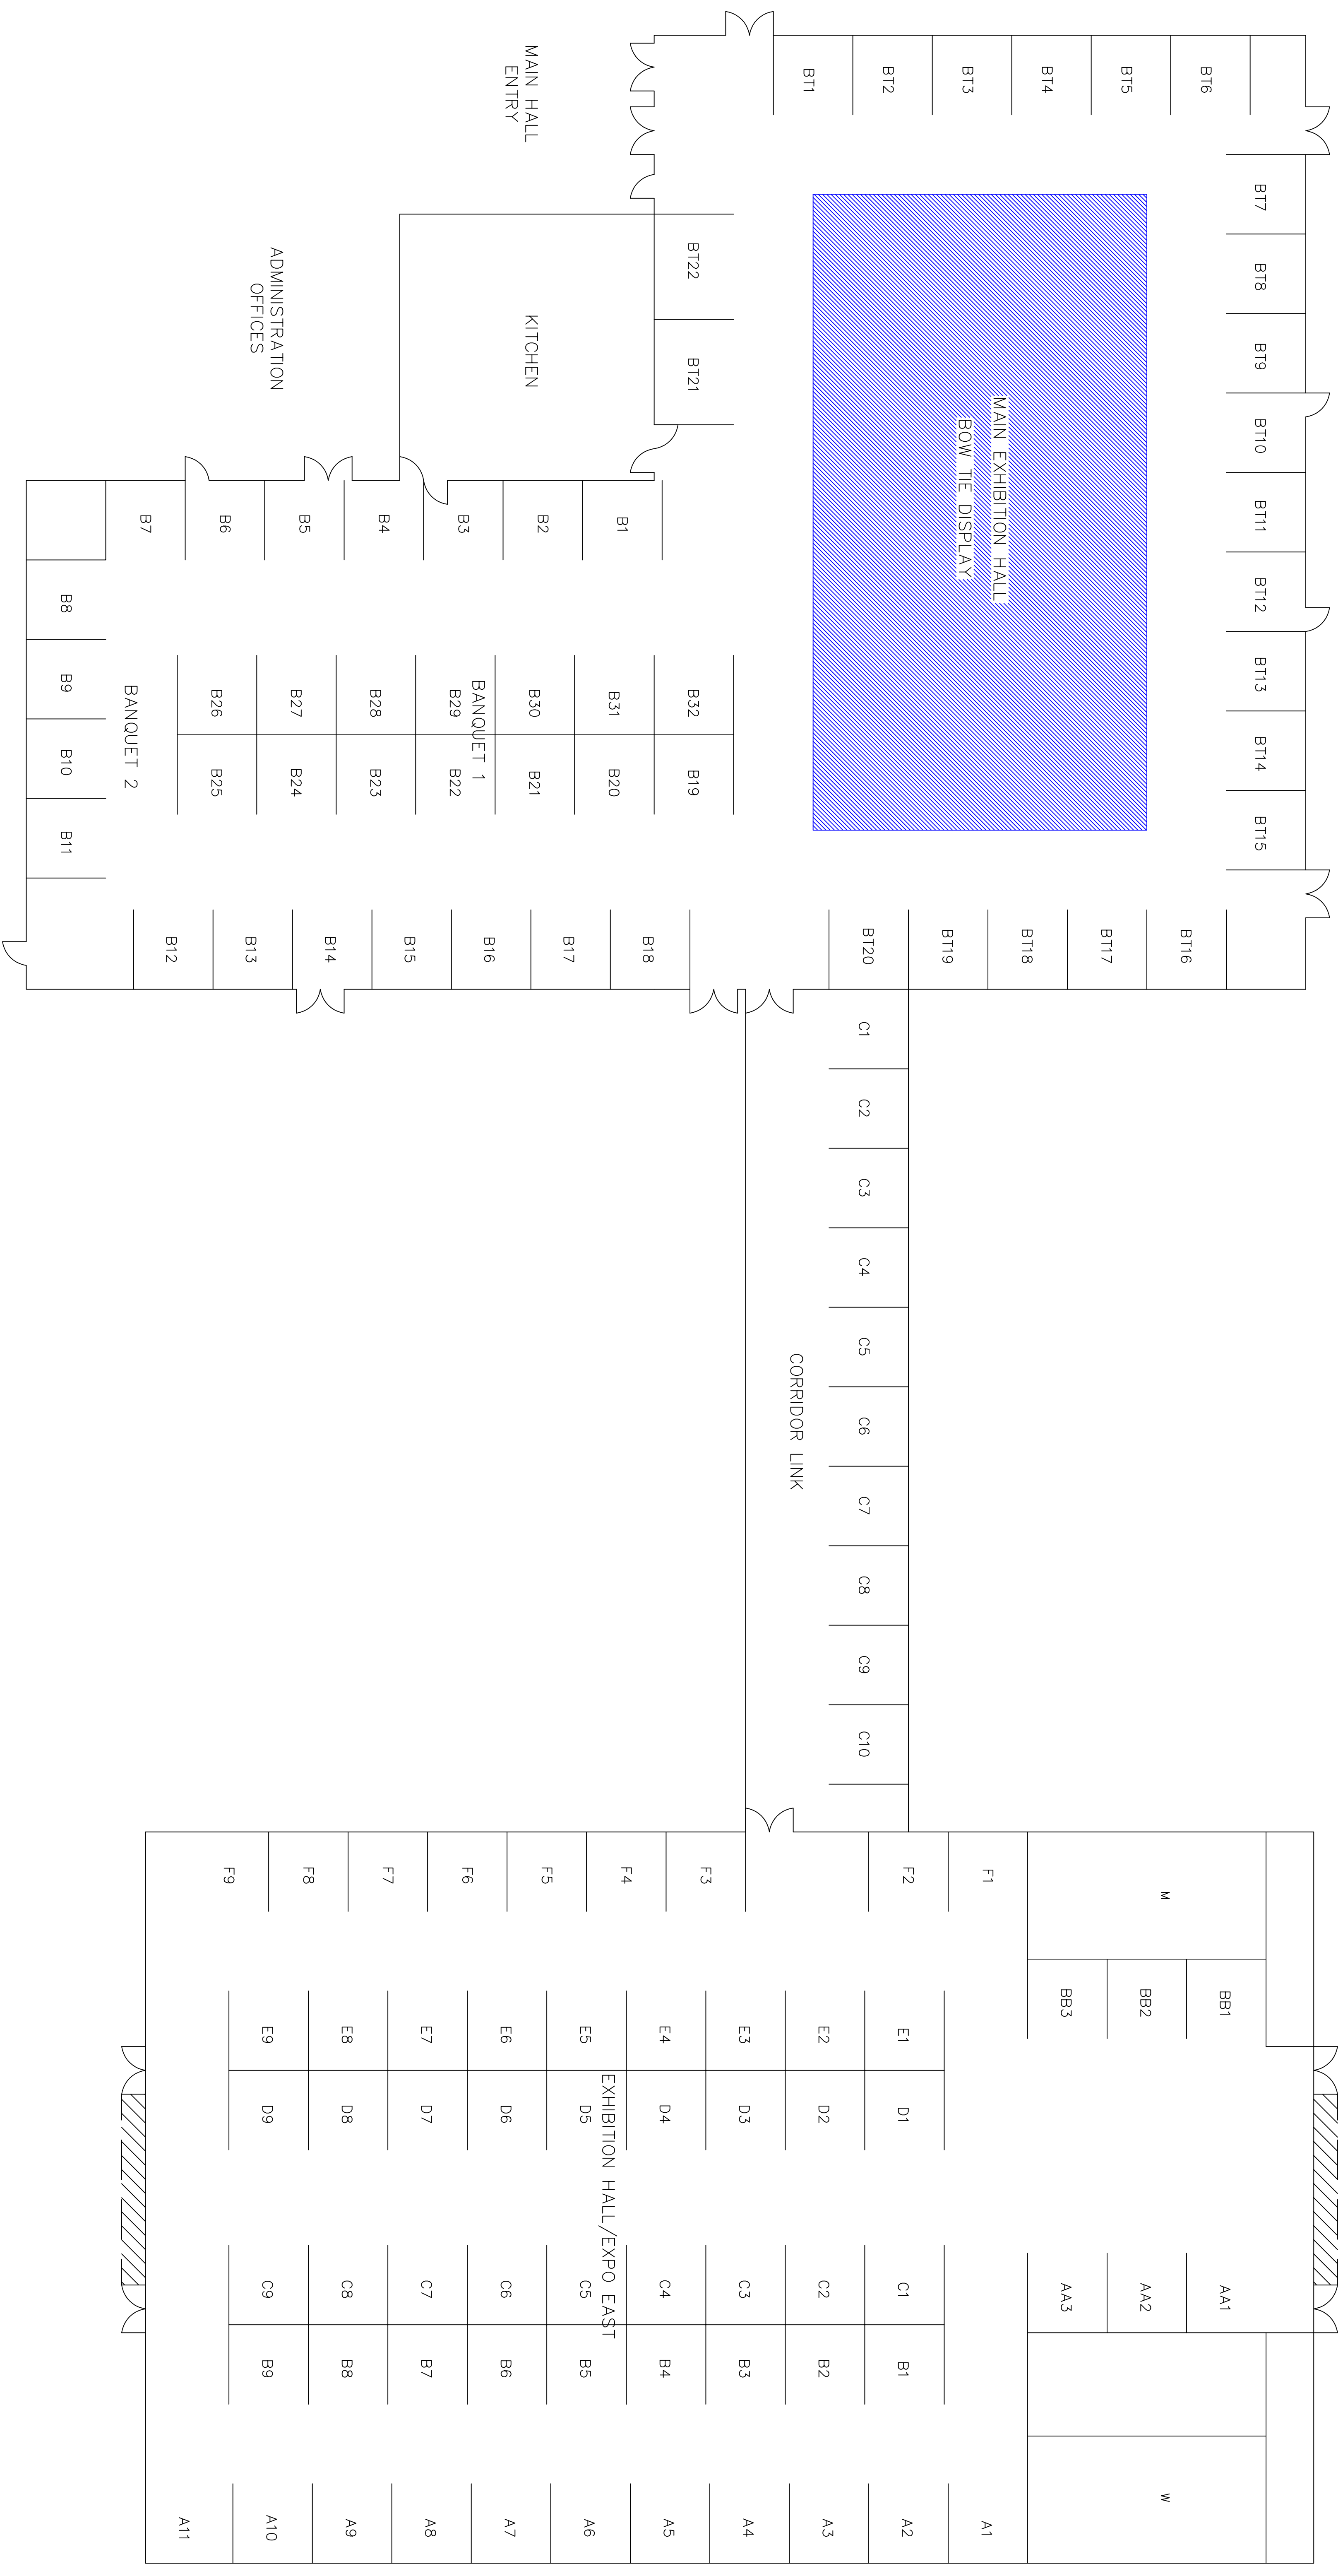 MAIN HALL
ENTRY
ADMINISTRATION
OFFICES
KITCHEN
BT1
BT2
BT3
BT4
BT5
BT6
BT7
BT8
BT9
BT10
BT11
BT12
BT13
BT14
BT15
BT16
BT17
BT18
BT19
BT20
BT21
BT22
MAIN EXHIBITION HALL
BOW TIE DISPLAY
B1
B2
B3
B4
B5
B6
B7
B8
B9
B10
B11
B12
B13
B14
B15
B16
B17
B18
B32
B31
B30
B29
B28
B27
B26
BANQUET 1
BANQUET 2
B19
B20
B21
B22
B23
B24
B25
C1
C2
C3
C4
C5
C6
C7
C8
C9
C10
CORRIDOR LINK
M
F1
F2
F3
F4
F5
F6
F7
F8
F9
BB1
BB2
BB3
E1
E2
E3
E4
E5
E6
E7
E8
E9
D1
D2
D3
D4
D5
D6
D7
D8
D9
EXHIBITION HALL/EXPO EAST
AA1
AA2
AA3
C1
C2
C3
C4
C5
C6
C7
C8
C9
B1
B2
B3
B4
B5
B6
B7
B8
B9
W
A1
A2
A3
A4
A5
A6
A7
A8
A9
A10
A11